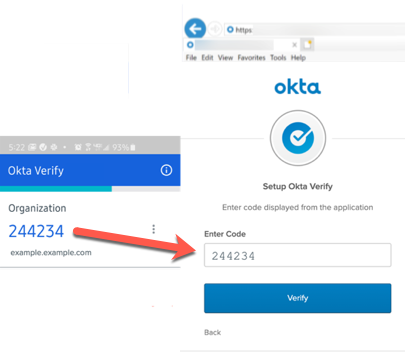 https
File Edit View Favorites Tools Help
okta
Setup Okta Verify
Enter code displayed from the application
Enter Code
244234
Verify
Back
5:22 93%
Okta Verify
Organization
244234
example.example.com